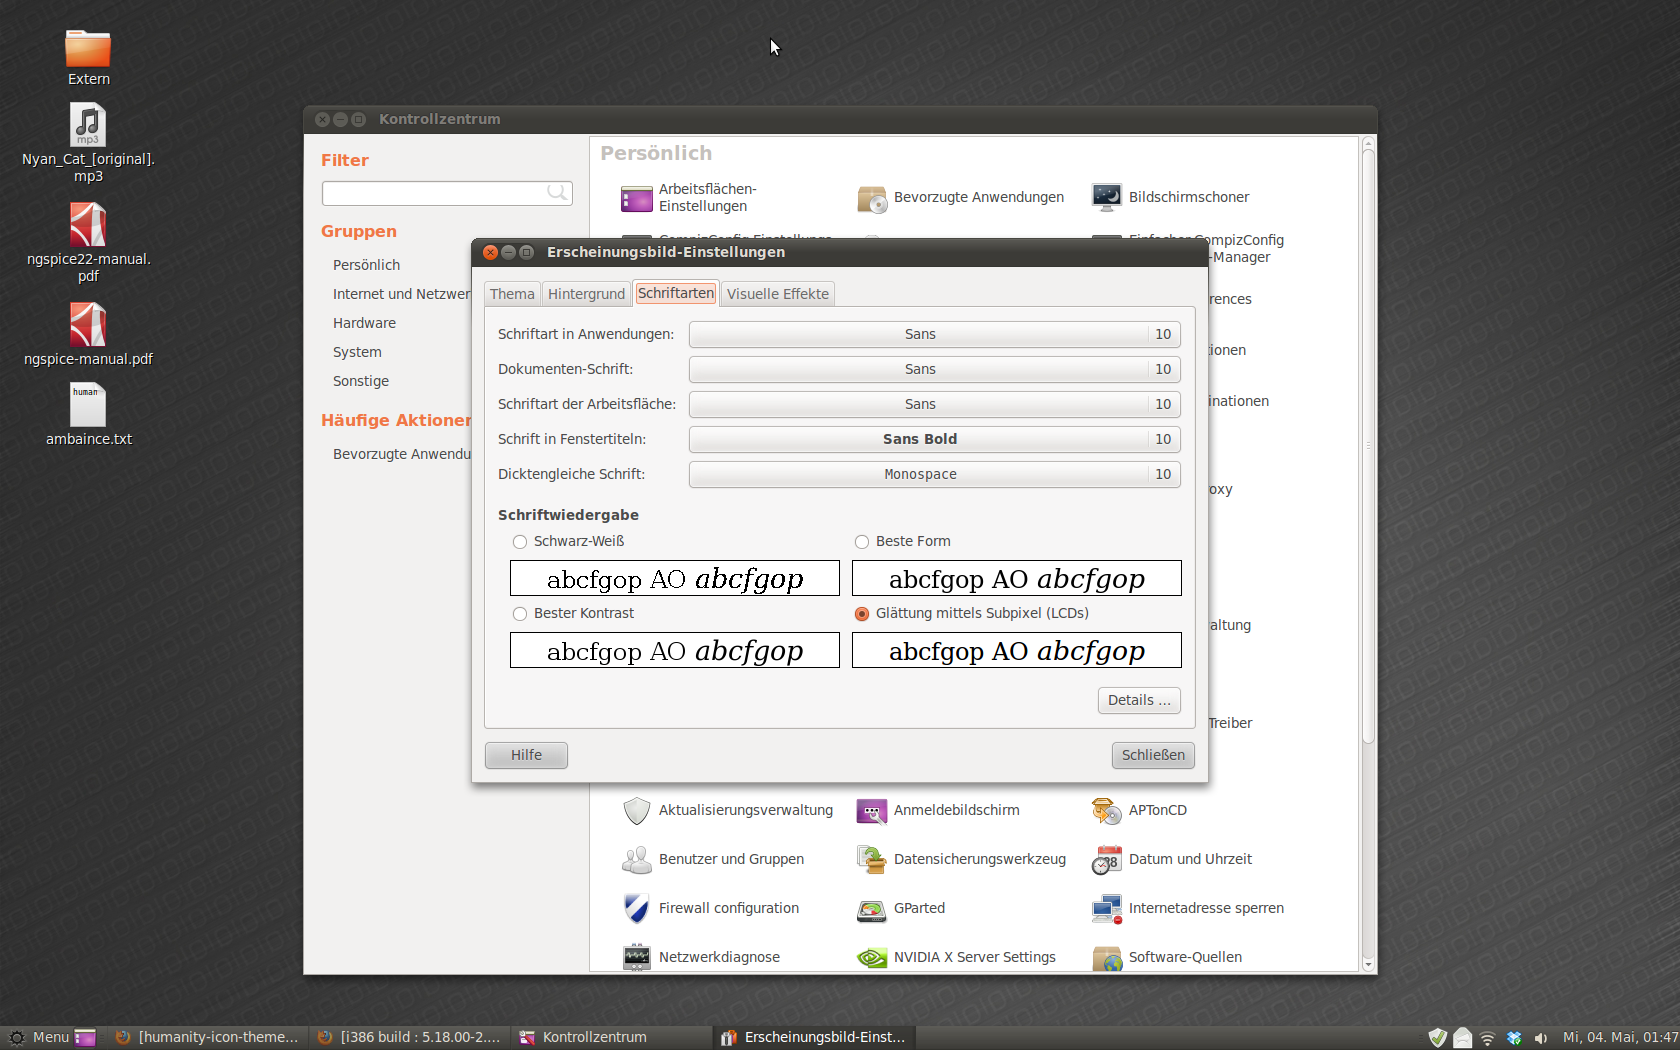 Extern
mp3
Nyan_Cat_[original].
mp3
ngspice22-manual.
pdf
ngspice-manual.pdf
human
ambaince.txt
Kontrollzentrum
Filter
Gruppen
Persönlich
Internet und Netzwer
Hardware
System
Sonstige
Häufige Aktionen
Bevorzugte Anwendu
Persönlich
Arbeitsflächen-
Einstellungen
Bevorzugte Anwendungen
Bildschirmschoner
CompizConfig Einstellungs-
Einfacher CompizConfig
-Manager
rences
tionen
inationen
oxy
altung
Treiber
Erscheinungsbild-Einstellungen
Thema
Hintergrund
Schriftarten
Visuelle Effekte
Schriftart in Anwendungen: Sans 10
Dokumenten-Schrift: Sans 10
Schriftart der Arbeitsfläche: Sans 10
Schrift in Fenstertiteln: Sans Bold 10
Dicktengleiche Schrift: Monospace 10
Schriftwiedergabe
Schwarz-Weiß
Beste Form
abcfgop AO abcfgop
abcfgop AO abcfgop
Bester Kontrast
Glättung mittels Subpixel (LCDs)
abcfgop AO abcfgop
abcfgop AO abcfgop
Details ...
Hilfe
Schließen
Aktualisierungsverwaltung
Anmeldebildschirm
APTonCD
Benutzer und Gruppen
Datensicherungswerkzeug
Datum und Uhrzeit
Firewall configuration
GParted
Internetadresse sperren
Netzwerkdiagnose
NVIDIA X Server Settings
Software-Quellen
Menu
[humanity-icon-theme...
[i386 build : 5.18.00-2....
Kontrollzentrum
Erscheinungsbild-Einst...
Mi, 04. Mai, 01:47